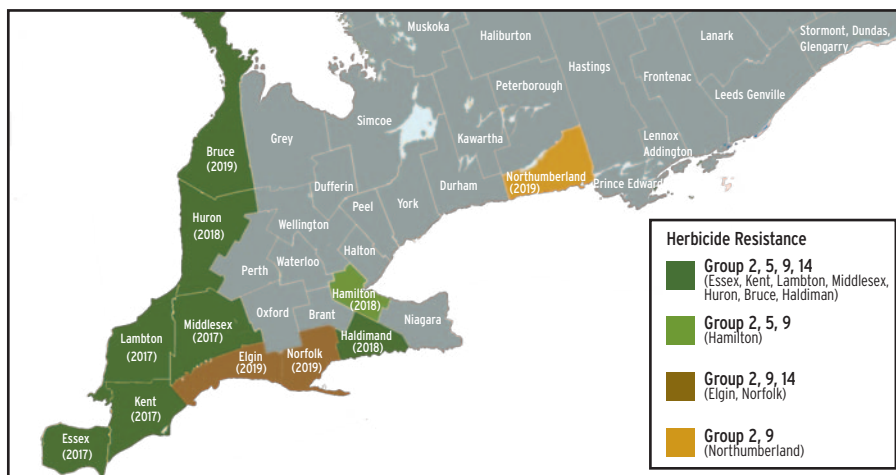 Muskoka
Haliburton
Lanark
Stormont, Dundas,
Glengarry
Hastings
Frontenac
Peterborough
Leeds Genville
Simcoe
Grey
Kawartha
Lennox
Addington
Bruce
(2019)
Northumberland
(2019)
Prince Edward
Dufferin
Durham
York
Peel
Huron
(2018)
Wellington
Halton
Waterloo
Perth
Hamilton
(2018)
Oxford
Brant
Niagara
Lambton
(2017)
Middlesex
(2017)
Haldimand
(2018)
Elgin
(2019)
Norfolk
(2019)
Kent
(2017)
Essex
(2017)
Herbicide Resistance
Group 2, 5, 9, 14
(Essex, Kent, Lambton, Middlesex,
Huron, Bruce, Haldiman)
Group 2, 5, 9
(Hamilton)
Group 2, 9, 14
(Elgin, Norfolk)
Group 2, 9
(Northumberland)